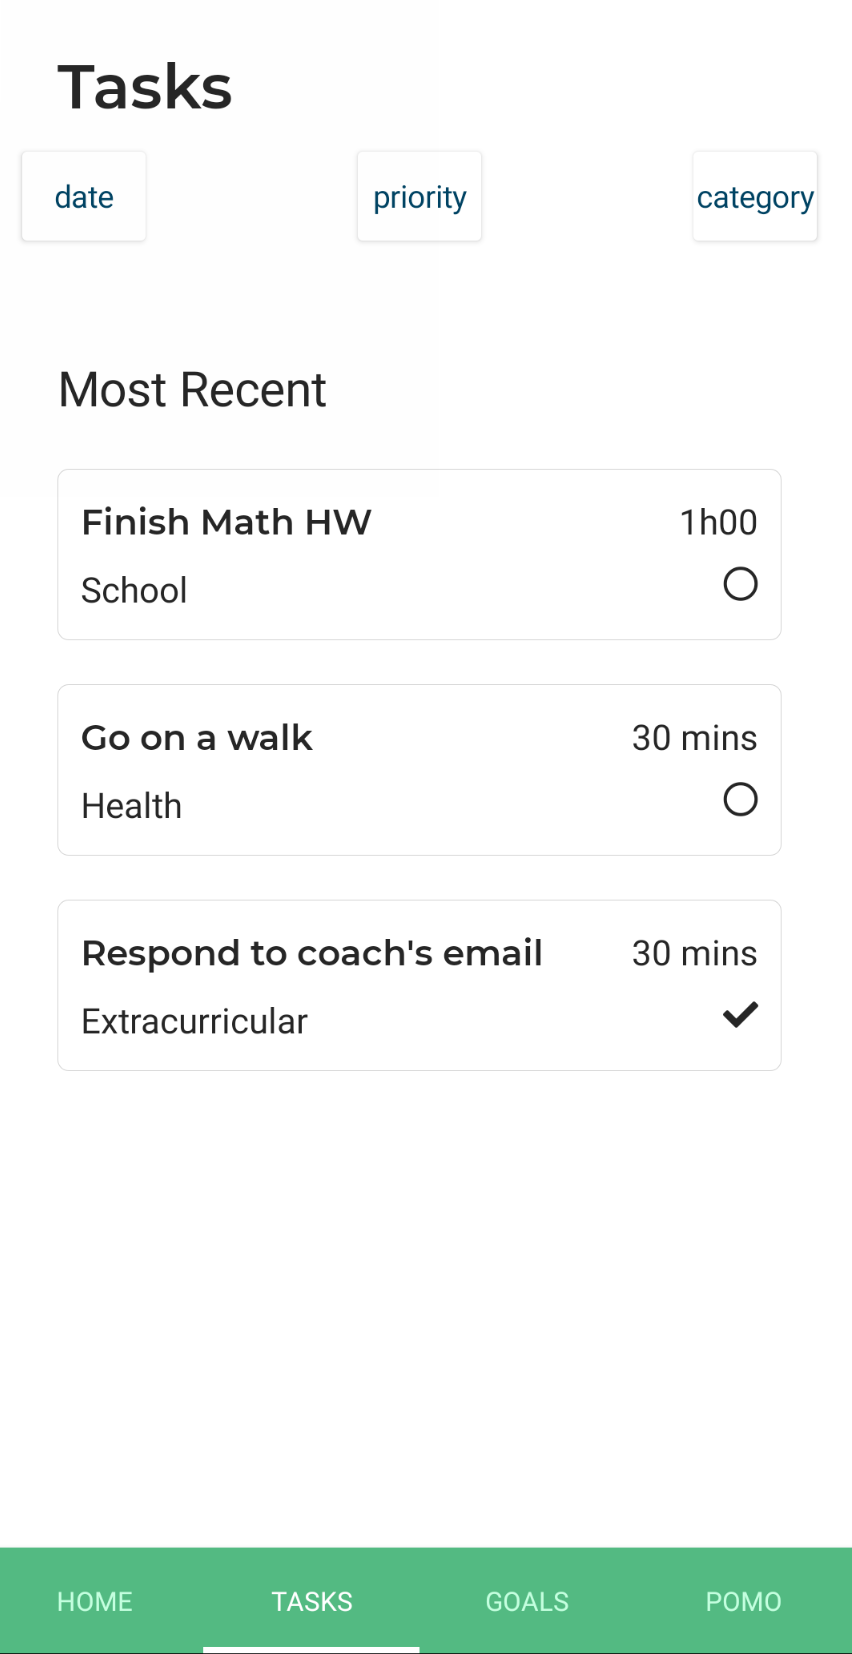 Tasks
date priority category
Most Recent
Finish Math HW 1h00
School
Go on a walk 30 mins
Health
Respond to coach's email 30 mins
Extracurricular
HOME TASKS GOALS POMO